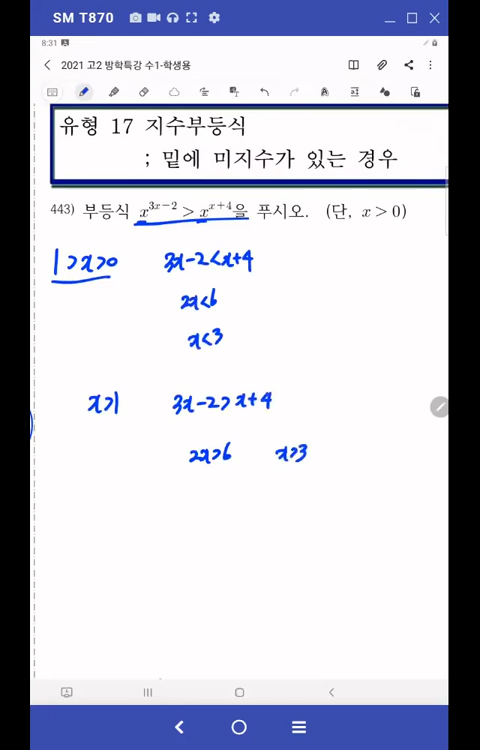 SM T870
8:31
2021 고2 방학특강 수1-학생용
유형 17 지수부등식
; 밑에 미지수가 있는 경우
443) 부등식 x^{3x-2} > x^{x+4}을 푸시오. (단, x > 0)
1>x>0 3x-2<x+4
2x<6
x<3
x>1 3x-2>x+4
2x>6 x>3